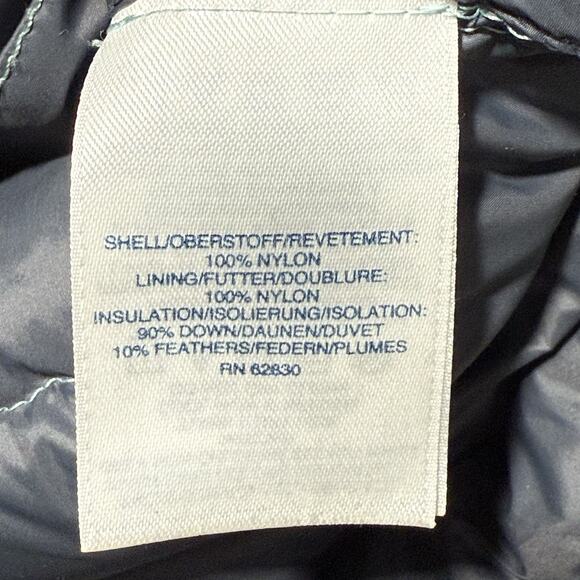 SHELL/OBERSTOFF/REVETEMENT:
100% NYLON
LINING/FUTTER/DOUBLURE:
100% NYLON
INSULATION/ISOLIERUNG/ISOLATION:
90% DOWN/DAUNEN/DUVET
10% FEATHERS/FEDERN/PLUMES
RN 62830